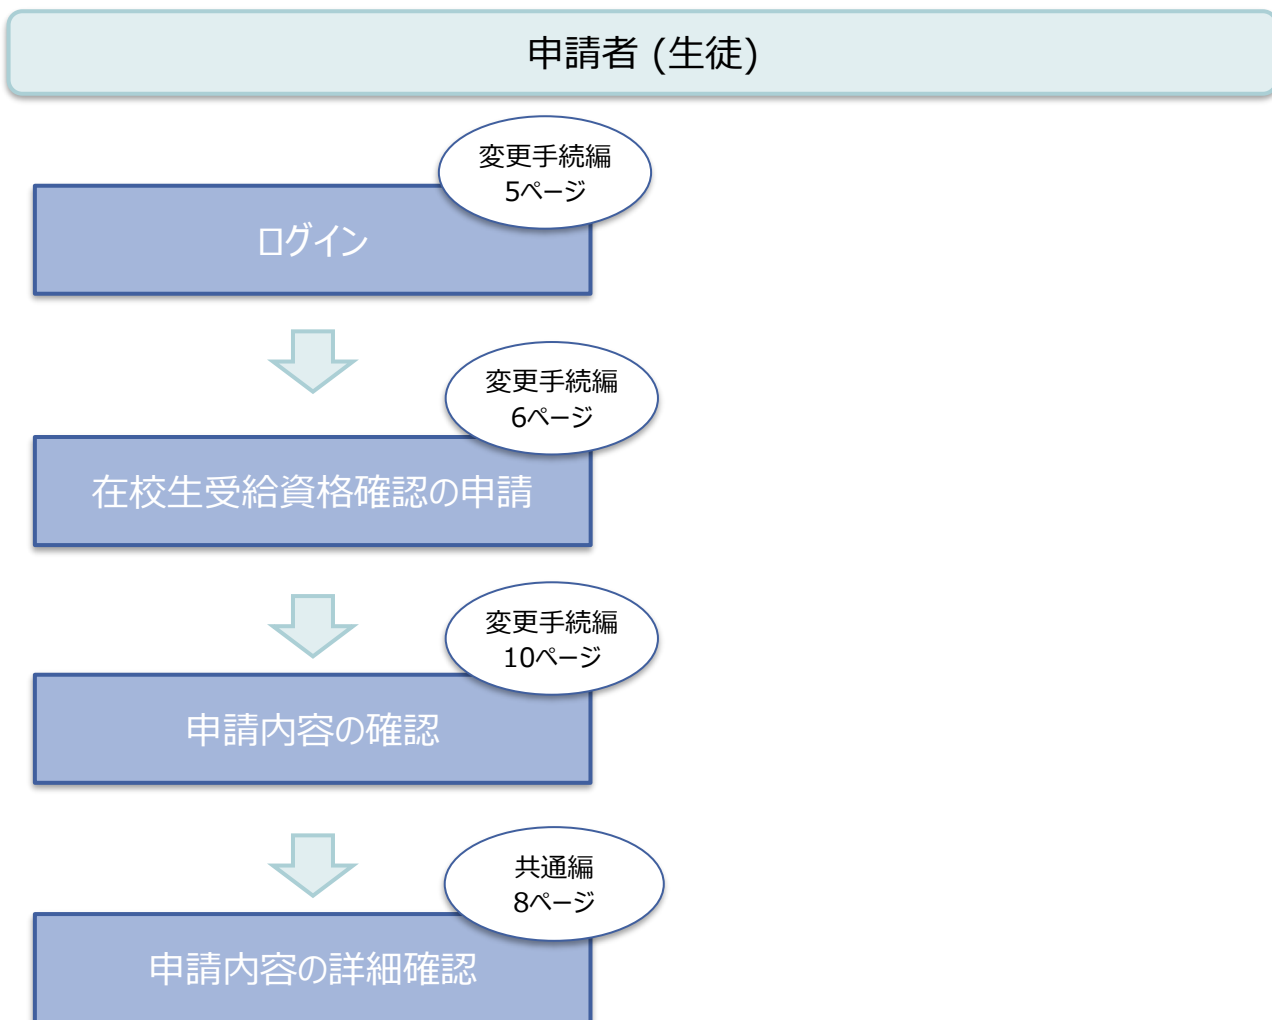 申請者 (生徒)
変更手続編
5ページ
ログイン
変更手続編
6ページ
在校生受給資格確認の申請
変更手続編
10ページ
申請内容の確認
共通編
8ページ
申請内容の詳細確認